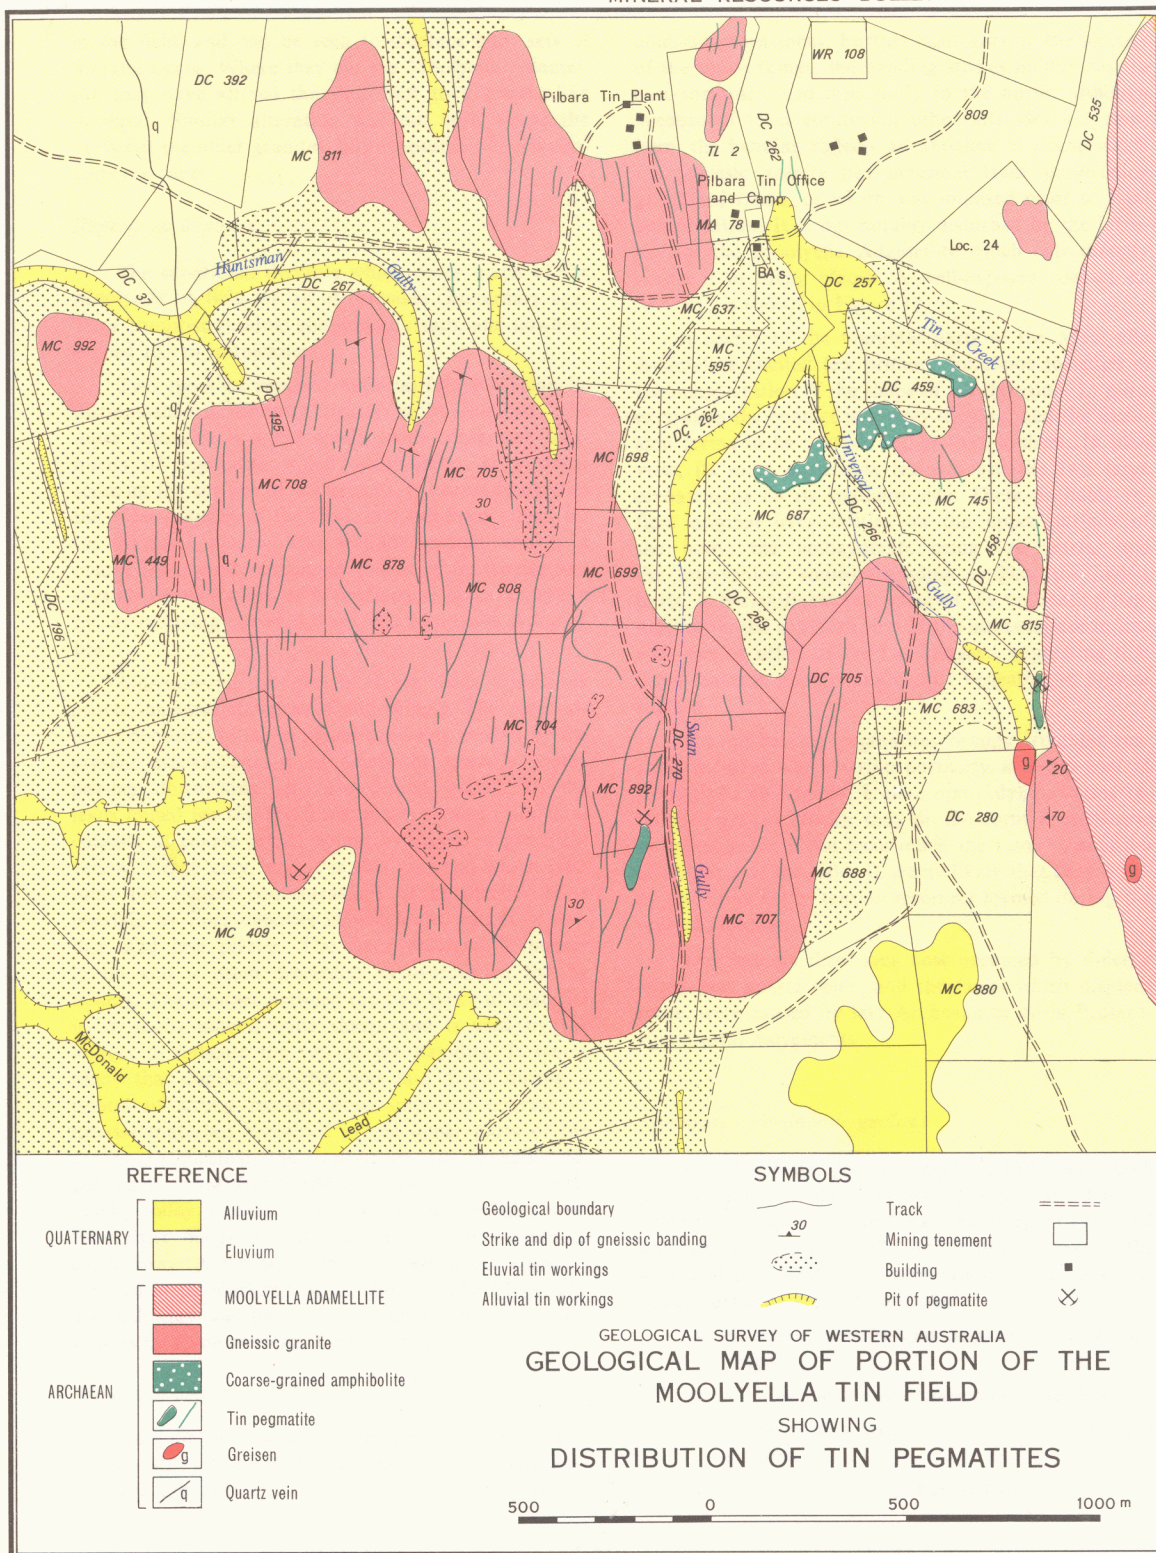 DC 392
WR 108
q
Pilbara Tin Plant
809
DC 535
MC 811
TL 2
DC 262
Pilbara Tin Office
and Camp
MA 78
Loc. 24
Huntsman
Gully
BA's
DC 37
DC 267
DC 257
MC 637
Tin
Creek
MC 992
MC
595
DC 459
q
DC 195
DC 262
MC 698
Universal
MC 708
MC 705
MC 745
30
MC 687
DC 266
MC 449
q
MC 878
MC 699
DC 458
MC 808
Gully
DC 196
q
DC 269
MC 815
DC 705
MC 683
MC 704
Swan
DC 270
g
20
MC 892
DC 280
70
Gully
MC 688
g
30
MC 707
MC 409
MC 880
McDonald
Lead
REFERENCE
QUATERNARY
Alluvium
Eluvium
ARCHAEAN
MOOLYELLA ADAMELLITE
Gneissic granite
Coarse-grained amphibolite
Tin pegmatite
g
Greisen
q
Quartz vein
SYMBOLS
Geological boundary
Strike and dip of gneissic banding
30
Eluvial tin workings
Alluvial tin workings
Track
Mining tenement
Building
Pit of pegmatite
GEOLOGICAL SURVEY OF WESTERN AUSTRALIA
GEOLOGICAL MAP OF PORTION OF THE
MOOLYELLA TIN FIELD
SHOWING
DISTRIBUTION OF TIN PEGMATITES
500 0 500 1000 m